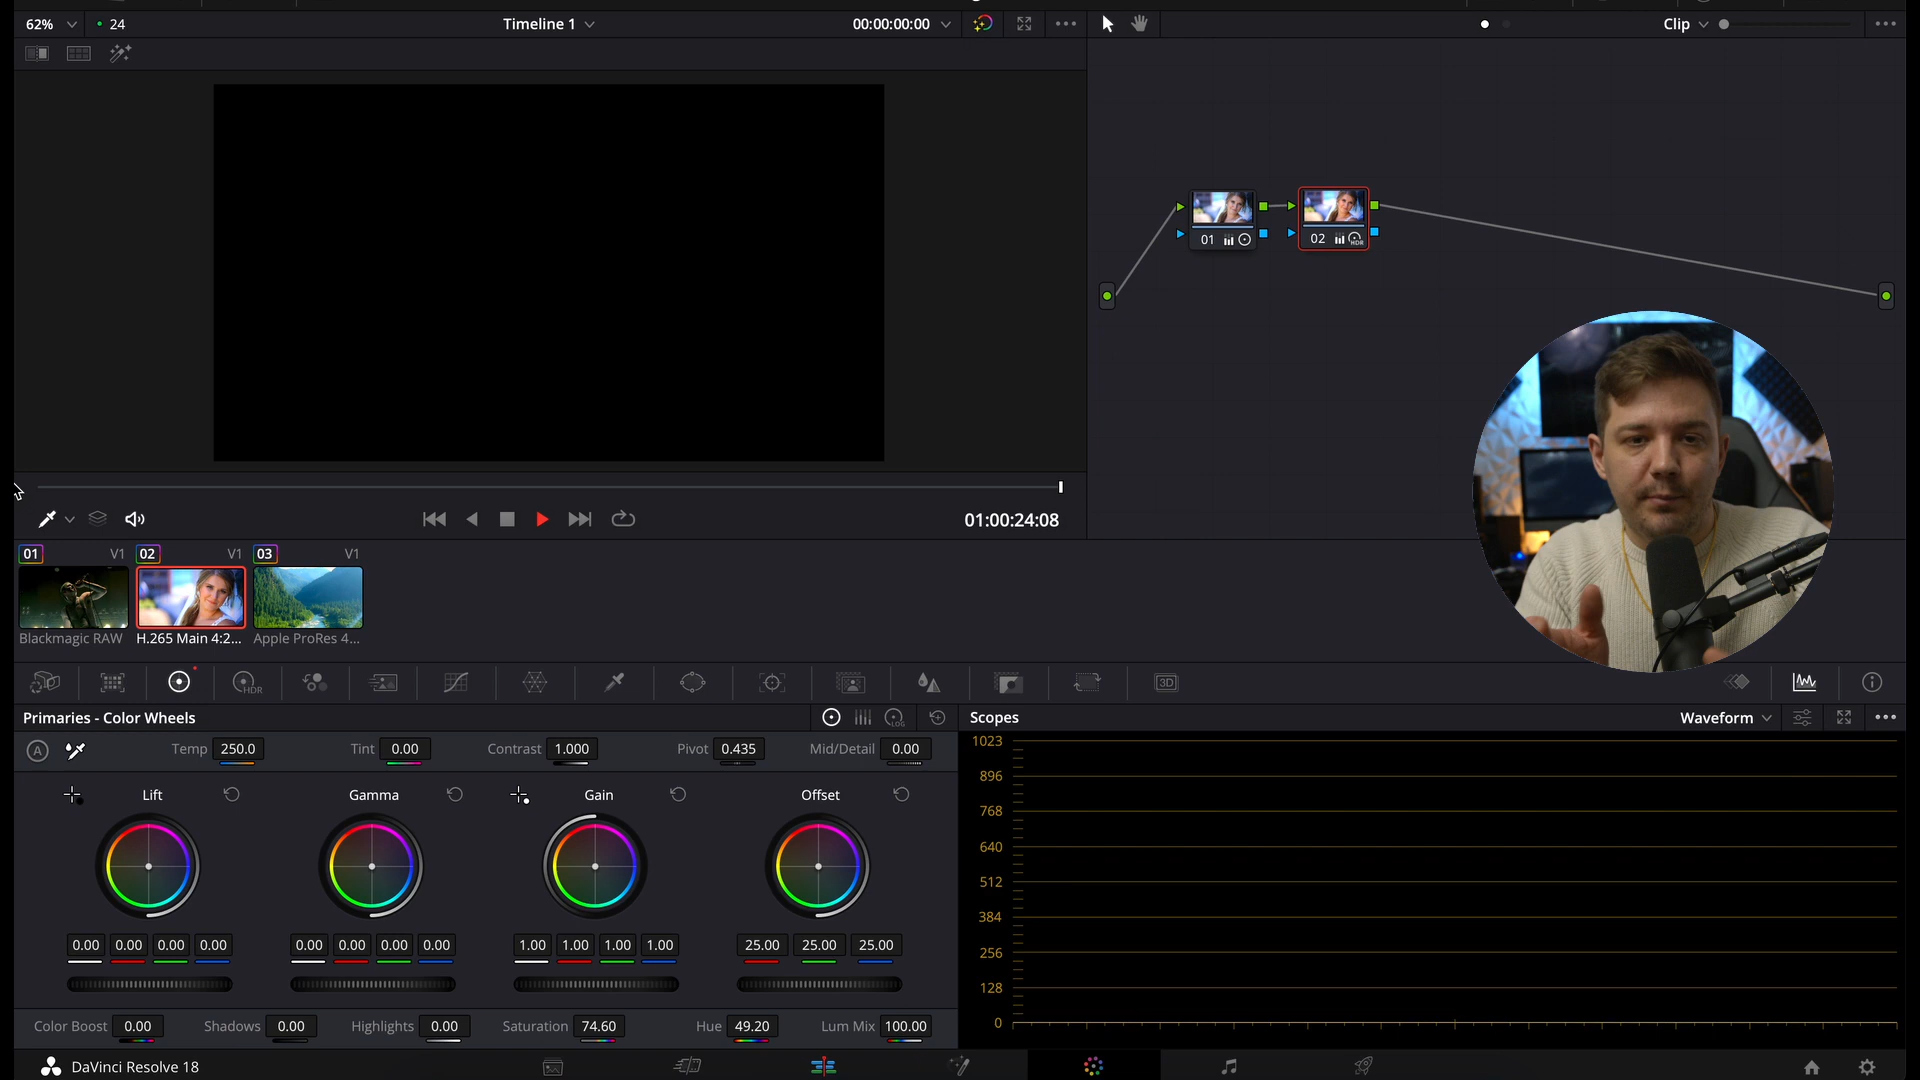 62% 24 Timeline 1 00:00:00:00 Clip
01 02 HDR
01:00:24:08
01 V1 02 V1 03 V1
Blackmagic RAW H.265 Main 4:2... Apple ProRes 4...
HDR 3D
Primaries - Color Wheels LOG Scopes Waveform
A Temp 250.0 Tint 0.00 Contrast 1.000 Pivot 0.435 Mid/Detail 0.00
Lift Gamma Gain Offset
0.00 0.00 0.00 0.00 0.00 0.00 0.00 0.00 1.00 1.00 1.00 1.00 25.00 25.00 25.00
Color Boost 0.00 Shadows 0.00 Highlights 0.00 Saturation 74.60 Hue 49.20 Lum Mix 100.00
1023
896
768
640
512
384
256
128
0
DaVinci Resolve 18